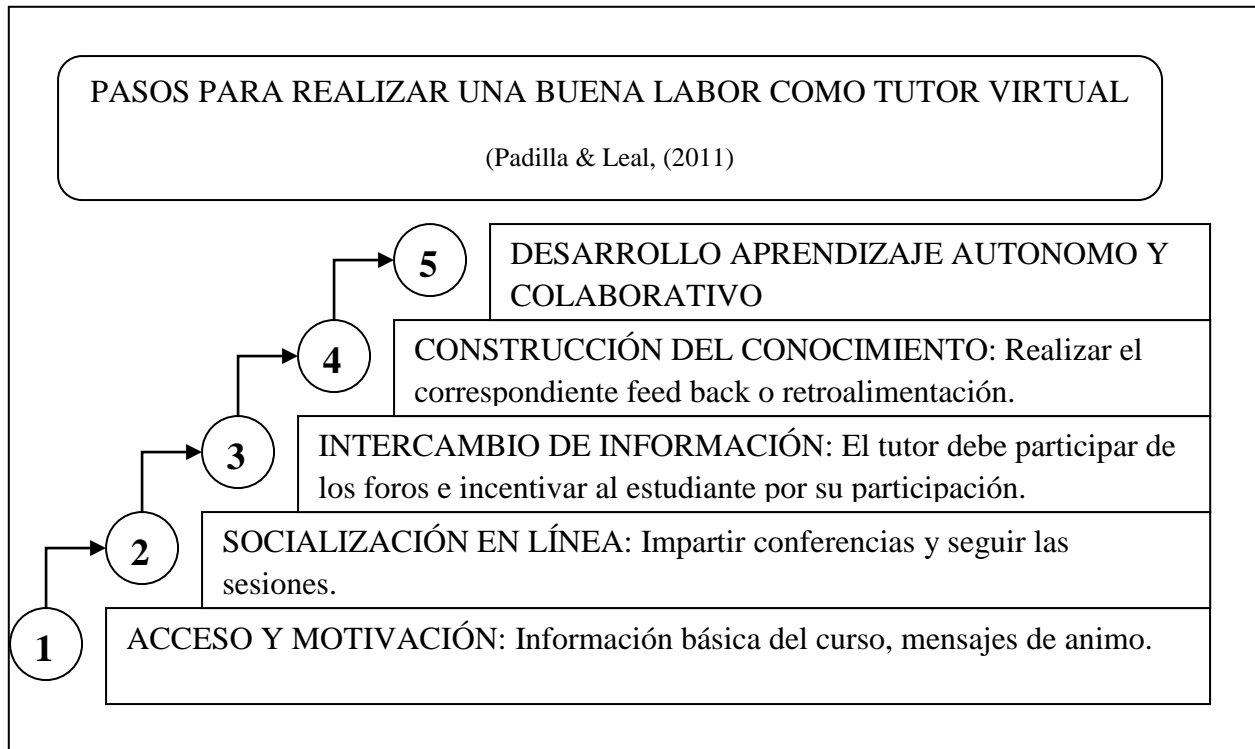 PASOS PARA REALIZAR UNA BUENA LABOR COMO TUTOR VIRTUAL
(Padilla & Leal, (2011)
5
DESARROLLO APRENDIZAJE AUTONOMO Y
COLABORATIVO
4
CONSTRUCCIÓN DEL CONOCIMIENTO: Realizar el
correspondiente feed back o retroalimentación.
3
INTERCAMBIO DE INFORMACIÓN: El tutor debe participar de
los foros e incentivar al estudiante por su participación.
2
SOCIALIZACIÓN EN LÍNEA: Impartir conferencias y seguir las
sesiones.
1
ACCESO Y MOTIVACIÓN: Información básica del curso, mensajes de animo.